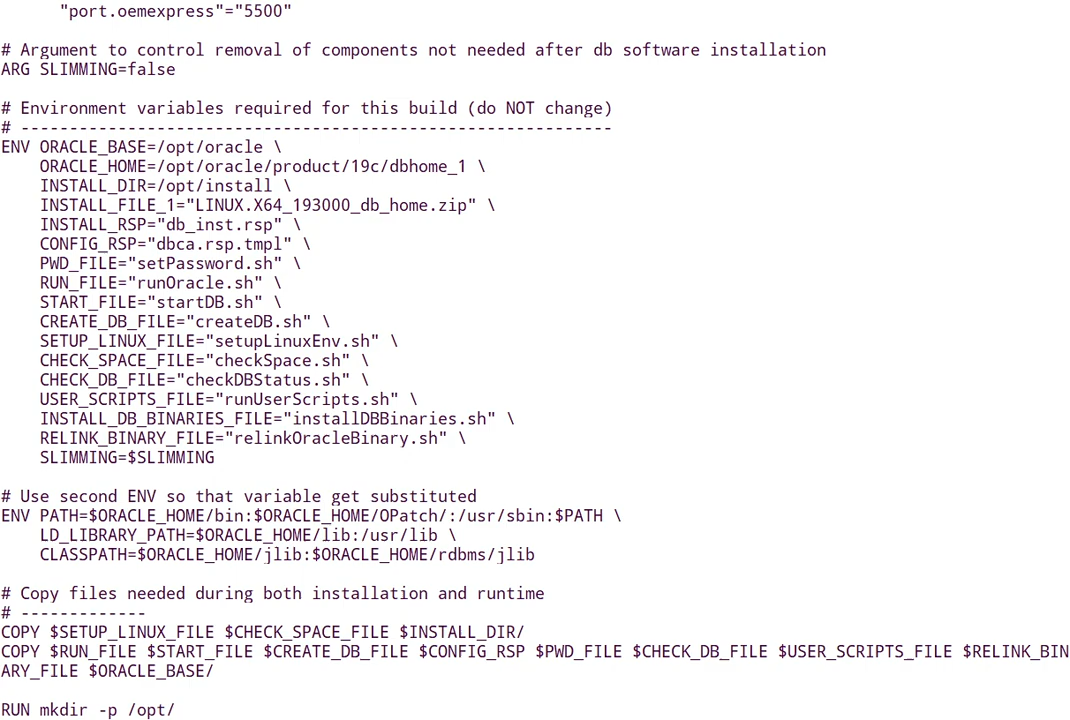 "port.oemexpress"="5500"
# Argument to control removal of components not needed after db software installation
ARG SLIMMING=false
# Environment variables required for this build (do NOT change)
# -------------------------------------------------------------
ENV ORACLE_BASE=/opt/oracle \
    ORACLE_HOME=/opt/oracle/product/19c/dbhome_1 \
    INSTALL_DIR=/opt/install \
    INSTALL_FILE_1="LINUX.X64_193000_db_home.zip" \
    INSTALL_RSP="db_inst.rsp" \
    CONFIG_RSP="dbca.rsp.tmpl" \
    PWD_FILE="setPassword.sh" \
    RUN_FILE="runOracle.sh" \
    START_FILE="startDB.sh" \
    CREATE_DB_FILE="createDB.sh" \
    SETUP_LINUX_FILE="setupLinuxEnv.sh" \
    CHECK_SPACE_FILE="checkSpace.sh" \
    CHECK_DB_FILE="checkDBStatus.sh" \
    USER_SCRIPTS_FILE="runUserScripts.sh" \
    INSTALL_DB_BINARIES_FILE="installDBBinaries.sh" \
    RELINK_BINARY_FILE="relinkOracleBinary.sh" \
    SLIMMING=$SLIMMING
# Use second ENV so that variable get substituted
ENV PATH=$ORACLE_HOME/bin:$ORACLE_HOME/OPatch/:/usr/sbin:$PATH \
    LD_LIBRARY_PATH=$ORACLE_HOME/lib:/usr/lib \
    CLASSPATH=$ORACLE_HOME/jlib:$ORACLE_HOME/rdbms/jlib
# Copy files needed during both installation and runtime
# -------------
COPY $SETUP_LINUX_FILE $CHECK_SPACE_FILE $INSTALL_DIR/
COPY $RUN_FILE $START_FILE $CREATE_DB_FILE $CONFIG_RSP $PWD_FILE $CHECK_DB_FILE $USER_SCRIPTS_FILE $RELINK_BIN
ARY_FILE $ORACLE_BASE/
RUN mkdir -p /opt/